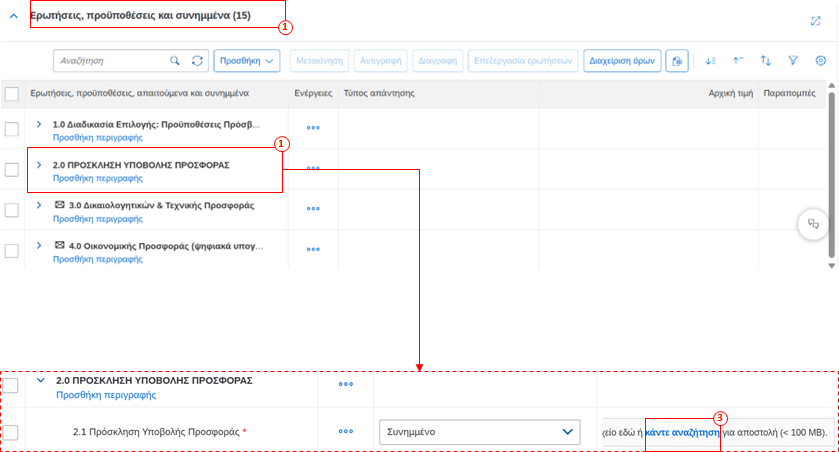 Ερωτήσεις, προϋποθέσεις και συνημμένα (15)
1
Αναζήτηση Προσθήκη Μετακίνηση Αντιγραφή Διαγραφή Επεξεργασία ερωτήσεων Διαχείριση όρων
Ερωτήσεις, προϋποθέσεις, απαιτούμενα και συνημμένα Ενέργειες Τύπος απάντησης Αρχική τιμή Παραπομπές
1.0 Διαδικασία Επιλογής: Προϋποθέσεις Πρόσβ...
Προσθήκη περιγραφής
1
2.0 ΠΡΟΣΚΛΗΣΗ ΥΠΟΒΟΛΗΣ ΠΡΟΣΦΟΡΑΣ
Προσθήκη περιγραφής
3.0 Δικαιολογητικών & Τεχνικής Προσφοράς
Προσθήκη περιγραφής
4.0 Οικονομικής Προσφοράς (ψηφιακά υπογ...
Προσθήκη περιγραφής
2.0 ΠΡΟΣΚΛΗΣΗ ΥΠΟΒΟΛΗΣ ΠΡΟΣΦΟΡΑΣ
Προσθήκη περιγραφής
3
2.1 Πρόσκληση Υποβολής Προσφοράς * Συνημμένο χείο εδώ ή κάντε αναζήτηση για αποστολή (< 100 MB).